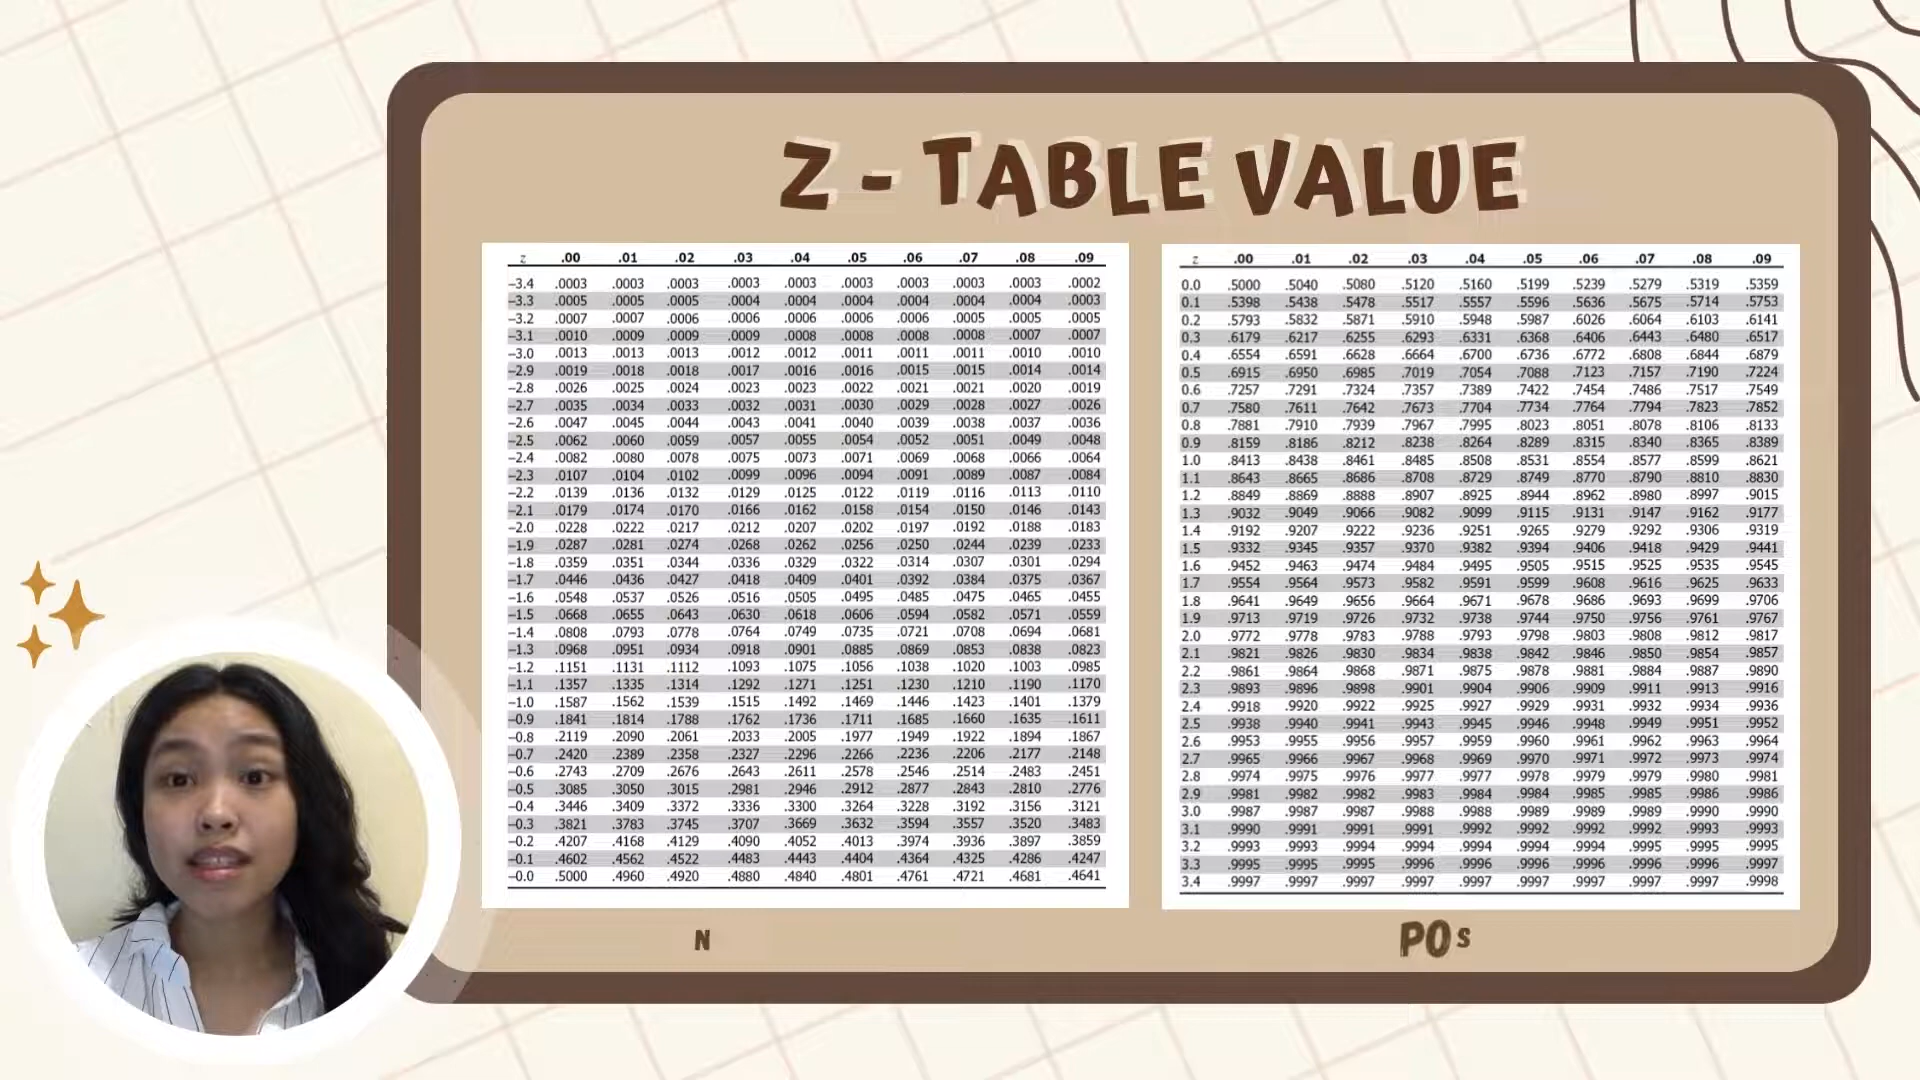 Z - TABLE VALUE
z .00 .01 .02 .03 .04 .05 .06 .07 .08 .09
−3.4 .0003 .0003 .0003 .0003 .0003 .0003 .0003 .0003 .0003 .0002
−3.3 .0005 .0005 .0005 .0004 .0004 .0004 .0004 .0004 .0004 .0003
−3.2 .0007 .0007 .0006 .0006 .0006 .0006 .0006 .0005 .0005 .0005
−3.1 .0010 .0009 .0009 .0009 .0008 .0008 .0008 .0008 .0007 .0007
−3.0 .0013 .0013 .0013 .0012 .0012 .0011 .0011 .0011 .0010 .0010
−2.9 .0019 .0018 .0018 .0017 .0016 .0016 .0015 .0015 .0014 .0014
−2.8 .0026 .0025 .0024 .0023 .0023 .0022 .0021 .0021 .0020 .0019
−2.7 .0035 .0034 .0033 .0032 .0031 .0030 .0029 .0028 .0027 .0026
−2.6 .0047 .0045 .0044 .0043 .0041 .0040 .0039 .0038 .0037 .0036
−2.5 .0062 .0060 .0059 .0057 .0055 .0054 .0052 .0051 .0049 .0048
−2.4 .0082 .0080 .0078 .0075 .0073 .0071 .0069 .0068 .0066 .0064
−2.3 .0107 .0104 .0102 .0099 .0096 .0094 .0091 .0089 .0087 .0084
−2.2 .0139 .0136 .0132 .0129 .0125 .0122 .0119 .0116 .0113 .0110
−2.1 .0179 .0174 .0170 .0166 .0162 .0158 .0154 .0150 .0146 .0143
−2.0 .0228 .0222 .0217 .0212 .0207 .0202 .0197 .0192 .0188 .0183
−1.9 .0287 .0281 .0274 .0268 .0262 .0256 .0250 .0244 .0239 .0233
−1.8 .0359 .0351 .0344 .0336 .0329 .0322 .0314 .0307 .0301 .0294
−1.7 .0446 .0436 .0427 .0418 .0409 .0401 .0392 .0384 .0375 .0367
−1.6 .0548 .0537 .0526 .0516 .0505 .0495 .0485 .0475 .0465 .0455
−1.5 .0668 .0655 .0643 .0630 .0618 .0606 .0594 .0582 .0571 .0559
−1.4 .0808 .0793 .0778 .0764 .0749 .0735 .0721 .0708 .0694 .0681
−1.3 .0968 .0951 .0934 .0918 .0901 .0885 .0869 .0853 .0838 .0823
−1.2 .1151 .1131 .1112 .1093 .1075 .1056 .1038 .1020 .1003 .0985
−1.1 .1357 .1335 .1314 .1292 .1271 .1251 .1230 .1210 .1190 .1170
−1.0 .1587 .1562 .1539 .1515 .1492 .1469 .1446 .1423 .1401 .1379
−0.9 .1841 .1814 .1788 .1762 .1736 .1711 .1685 .1660 .1635 .1611
−0.8 .2119 .2090 .2061 .2033 .2005 .1977 .1949 .1922 .1894 .1867
−0.7 .2420 .2389 .2358 .2327 .2296 .2266 .2236 .2206 .2177 .2148
−0.6 .2743 .2709 .2676 .2643 .2611 .2578 .2546 .2514 .2483 .2451
−0.5 .3085 .3050 .3015 .2981 .2946 .2912 .2877 .2843 .2810 .2776
−0.4 .3446 .3409 .3372 .3336 .3300 .3264 .3228 .3192 .3156 .3121
−0.3 .3821 .3783 .3745 .3707 .3669 .3632 .3594 .3557 .3520 .3483
−0.2 .4207 .4168 .4129 .4090 .4052 .4013 .3974 .3936 .3897 .3859
−0.1 .4602 .4562 .4522 .4483 .4443 .4404 .4364 .4325 .4286 .4247
−0.0 .5000 .4960 .4920 .4880 .4840 .4801 .4761 .4721 .4681 .4641
N
z .00 .01 .02 .03 .04 .05 .06 .07 .08 .09
0.0 .5000 .5040 .5080 .5120 .5160 .5199 .5239 .5279 .5319 .5359
0.1 .5398 .5438 .5478 .5517 .5557 .5596 .5636 .5675 .5714 .5753
0.2 .5793 .5832 .5871 .5910 .5948 .5987 .6026 .6064 .6103 .6141
0.3 .6179 .6217 .6255 .6293 .6331 .6368 .6406 .6443 .6480 .6517
0.4 .6554 .6591 .6628 .6664 .6700 .6736 .6772 .6808 .6844 .6879
0.5 .6915 .6950 .6985 .7019 .7054 .7088 .7123 .7157 .7190 .7224
0.6 .7257 .7291 .7324 .7357 .7389 .7422 .7454 .7486 .7517 .7549
0.7 .7580 .7611 .7642 .7673 .7704 .7734 .7764 .7794 .7823 .7852
0.8 .7881 .7910 .7939 .7967 .7995 .8023 .8051 .8078 .8106 .8133
0.9 .8159 .8186 .8212 .8238 .8264 .8289 .8315 .8340 .8365 .8389
1.0 .8413 .8438 .8461 .8485 .8508 .8531 .8554 .8577 .8599 .8621
1.1 .8643 .8665 .8686 .8708 .8729 .8749 .8770 .8790 .8810 .8830
1.2 .8849 .8869 .8888 .8907 .8925 .8944 .8962 .8980 .8997 .9015
1.3 .9032 .9049 .9066 .9082 .9099 .9115 .9131 .9147 .9162 .9177
1.4 .9192 .9207 .9222 .9236 .9251 .9265 .9279 .9292 .9306 .9319
1.5 .9332 .9345 .9357 .9370 .9382 .9394 .9406 .9418 .9429 .9441
1.6 .9452 .9463 .9474 .9484 .9495 .9505 .9515 .9525 .9535 .9545
1.7 .9554 .9564 .9573 .9582 .9591 .9599 .9608 .9616 .9625 .9633
1.8 .9641 .9649 .9656 .9664 .9671 .9678 .9686 .9693 .9699 .9706
1.9 .9713 .9719 .9726 .9732 .9738 .9744 .9750 .9756 .9761 .9767
2.0 .9772 .9778 .9783 .9788 .9793 .9798 .9803 .9808 .9812 .9817
2.1 .9821 .9826 .9830 .9834 .9838 .9842 .9846 .9850 .9854 .9857
2.2 .9861 .9864 .9868 .9871 .9875 .9878 .9881 .9884 .9887 .9890
2.3 .9893 .9896 .9898 .9901 .9904 .9906 .9909 .9911 .9913 .9916
2.4 .9918 .9920 .9922 .9925 .9927 .9929 .9931 .9932 .9934 .9936
2.5 .9938 .9940 .9941 .9943 .9945 .9946 .9948 .9949 .9951 .9952
2.6 .9953 .9955 .9956 .9957 .9959 .9960 .9961 .9962 .9963 .9964
2.7 .9965 .9966 .9967 .9968 .9969 .9970 .9971 .9972 .9973 .9974
2.8 .9974 .9975 .9976 .9977 .9977 .9978 .9979 .9979 .9980 .9981
2.9 .9981 .9982 .9982 .9983 .9984 .9984 .9985 .9985 .9986 .9986
3.0 .9987 .9987 .9987 .9988 .9988 .9989 .9989 .9989 .9990 .9990
3.1 .9990 .9991 .9991 .9991 .9992 .9992 .9992 .9992 .9993 .9993
3.2 .9993 .9993 .9994 .9994 .9994 .9994 .9994 .9995 .9995 .9995
3.3 .9995 .9995 .9995 .9996 .9996 .9996 .9996 .9996 .9996 .9997
3.4 .9997 .9997 .9997 .9997 .9997 .9997 .9997 .9997 .9997 .9998
POS